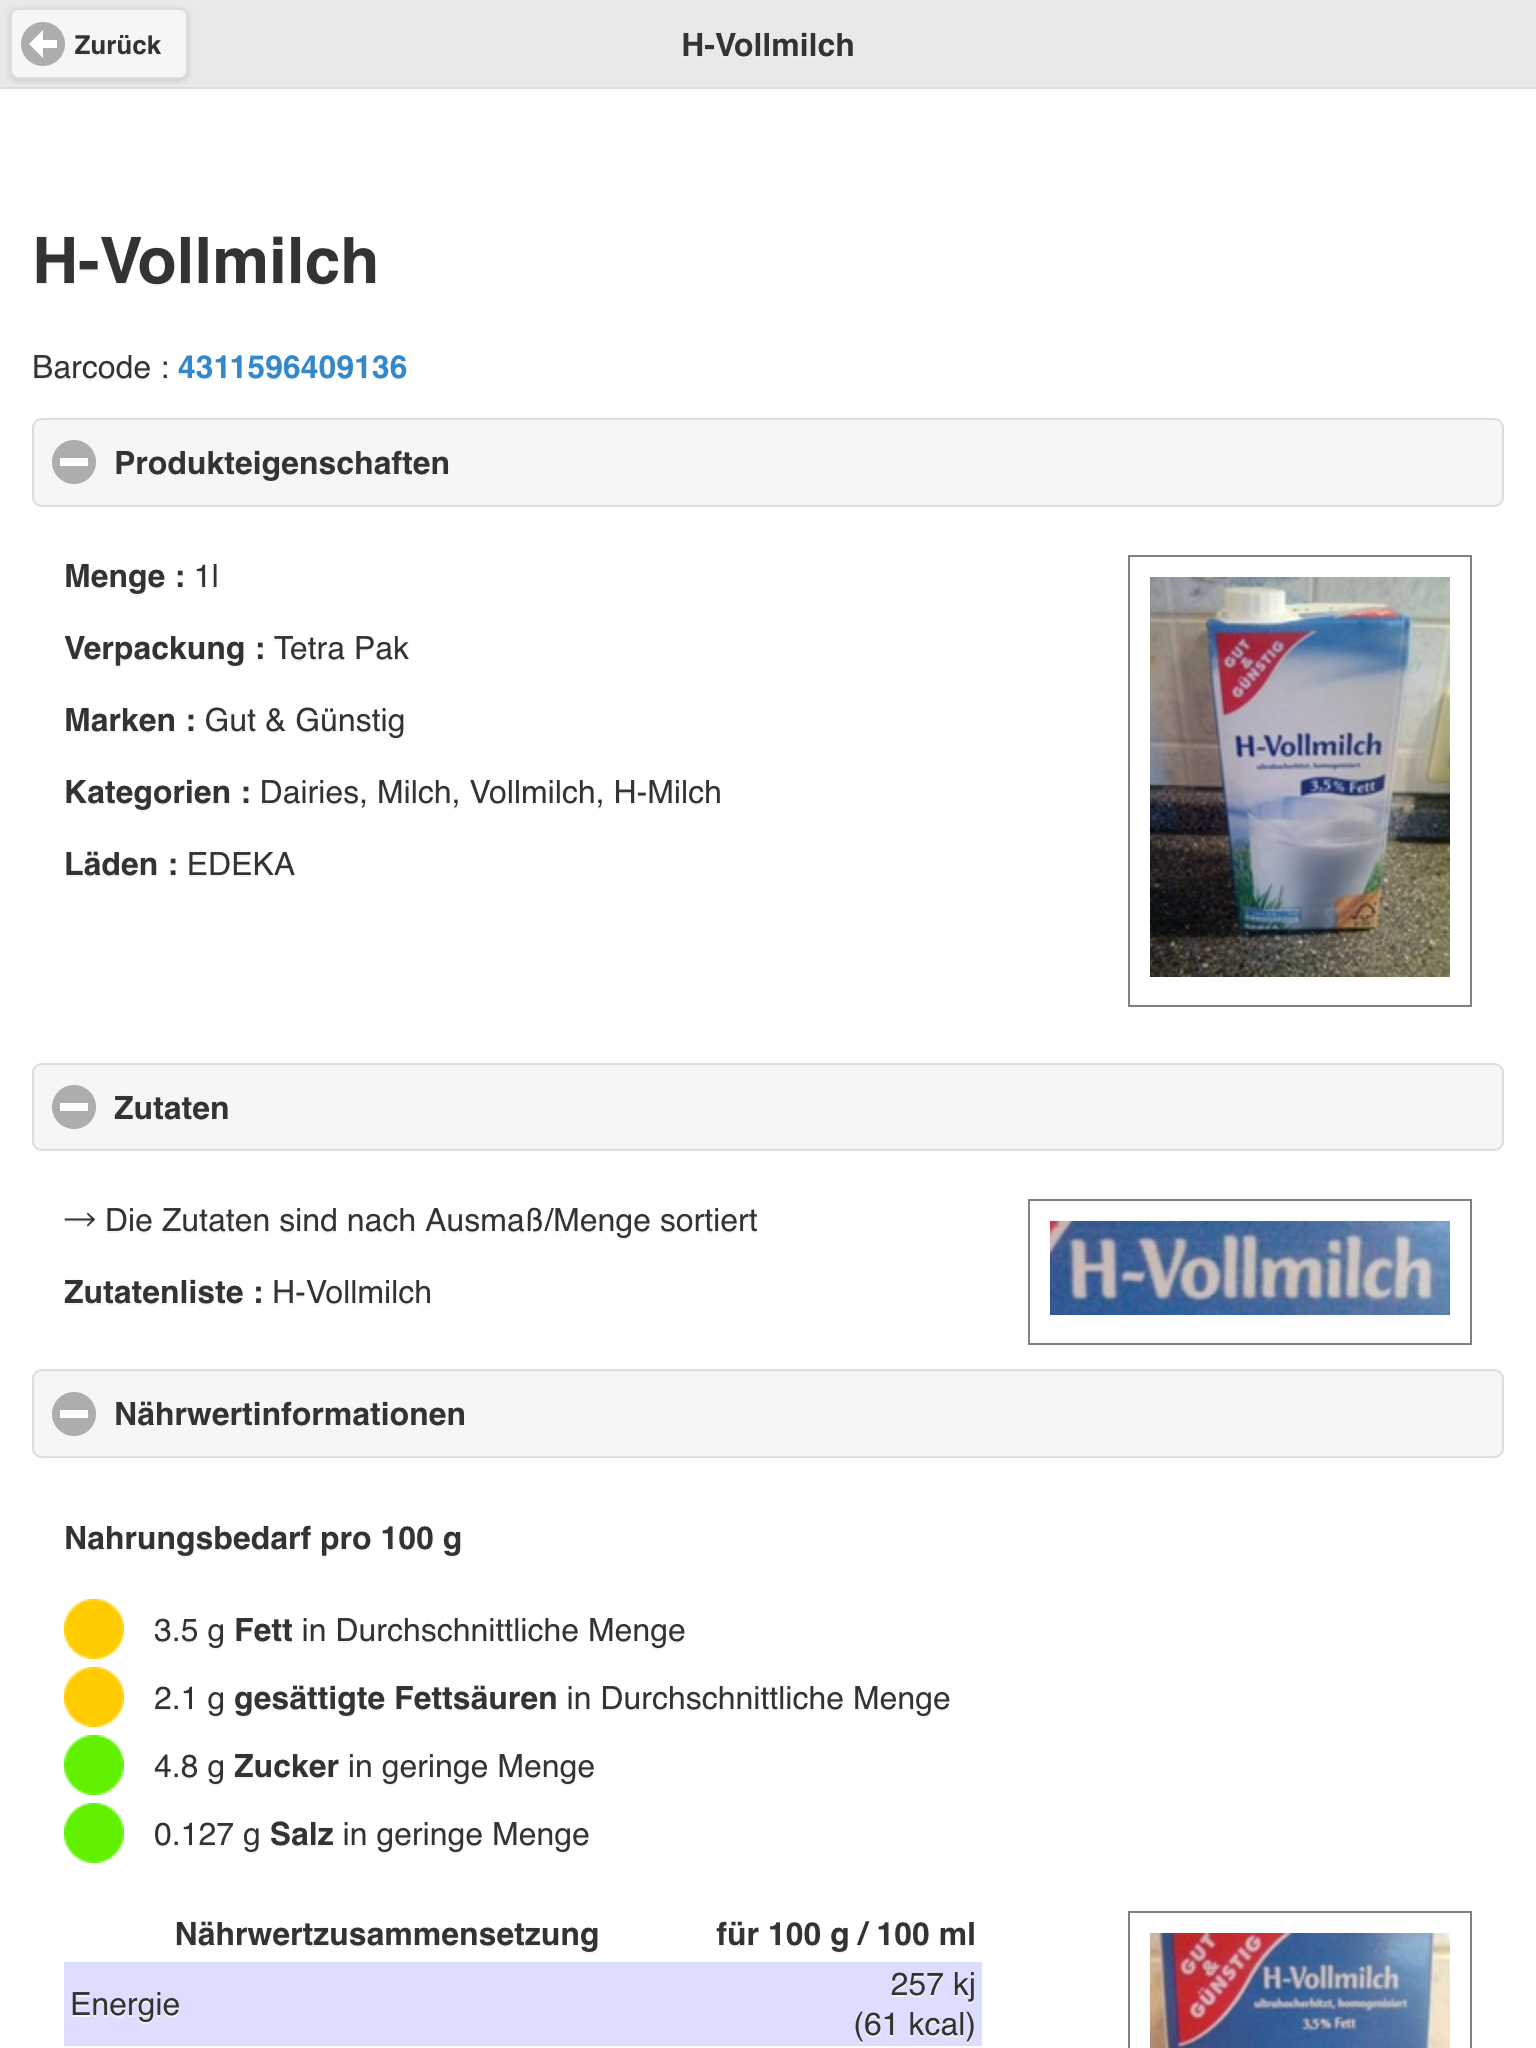 Zurück
H-Vollmilch
H-Vollmilch
Barcode : 4311596409136
Produkteigenschaften
Menge : 1l
Verpackung : Tetra Pak
Marken : Gut & Günstig
Kategorien : Dairies, Milch, Vollmilch, H-Milch
Läden : EDEKA
GUT
&
GÜNSTIG
H-Vollmilch
ultrahocherhitzt, homogenisiert
3,5% Fett
Zutaten
→ Die Zutaten sind nach Ausmaß/Menge sortiert
Zutatenliste : H-Vollmilch
H-Vollmilch
Nährwertinformationen
Nahrungsbedarf pro 100 g
3.5 g Fett in Durchschnittliche Menge
2.1 g gesättigte Fettsäuren in Durchschnittliche Menge
4.8 g Zucker in geringe Menge
0.127 g Salz in geringe Menge
Nährwertzusammensetzung für 100 g / 100 ml
Energie 257 kj
(61 kcal)
GUT
&
GÜNSTIG
H-Vollmilch
ultrahocherhitzt, homogenisiert
3,5% Fett